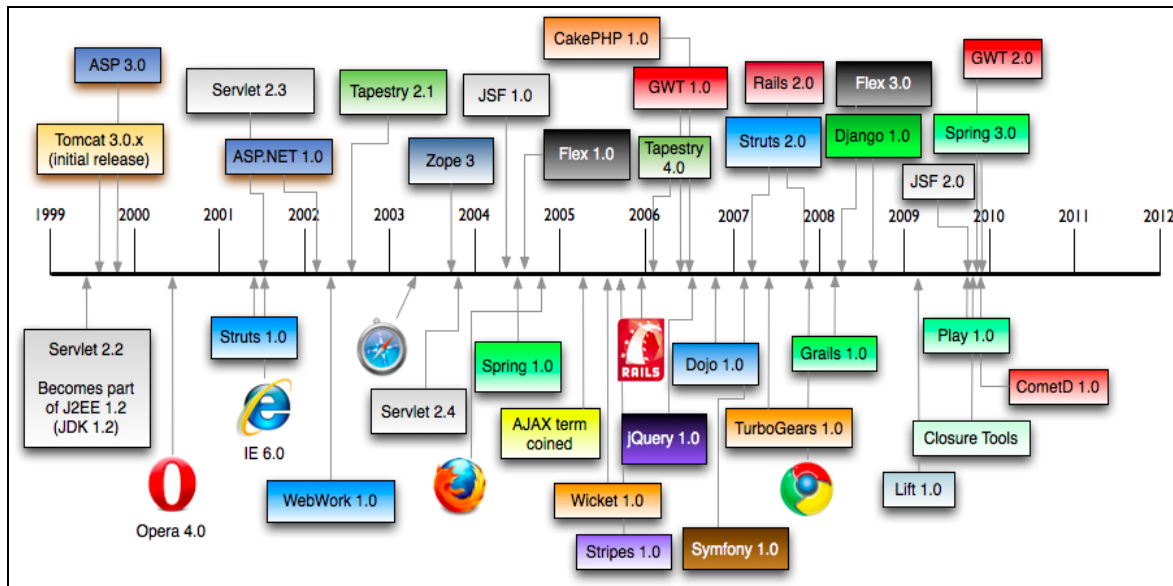 CakePHP 1.0
ASP 3.0
GWT 2.0
Servlet 2.3
Tapestry 2.1
JSF 1.0
GWT 1.0
Rails 2.0
Flex 3.0
Tomcat 3.0.x
(initial release)
ASP.NET 1.0
Zope 3
Flex 1.0
Tapestry
4.0
Struts 2.0
Django 1.0
Spring 3.0
JSF 2.0
1999
2000
2001
2002
2003
2004
2005
2006
2007
2008
2009
2010
2011
2012
Servlet 2.2
Becomes part
of J2EE 1.2
(JDK 1.2)
Struts 1.0
IE 6.0
Opera 4.0
WebWork 1.0
Servlet 2.4
Spring 1.0
AJAX term
coined
RAILS
Dojo 1.0
jQuery 1.0
Wicket 1.0
Stripes 1.0
Symfony 1.0
Grails 1.0
TurboGears 1.0
Play 1.0
CometD 1.0
Closure Tools
Lift 1.0